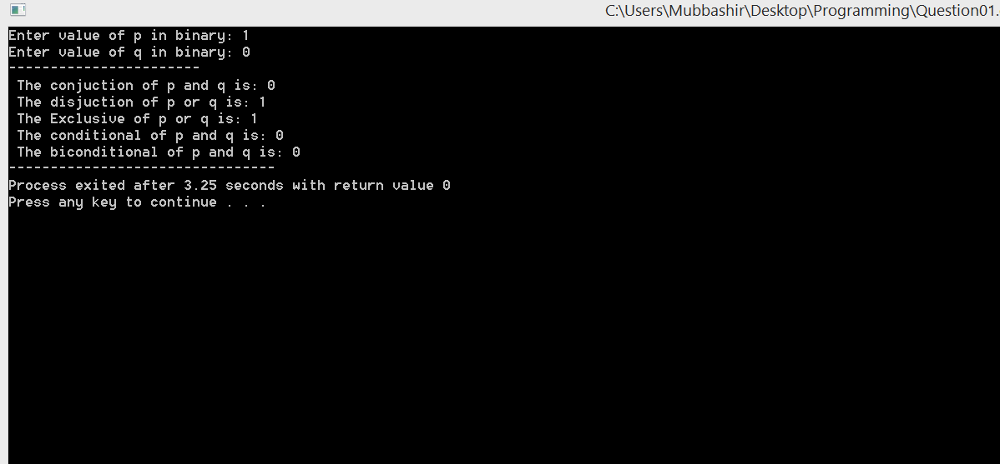 C:\Users\Mubbashir\Desktop\Programming\Question01.
Enter value of p in binary: 1
Enter value of q in binary: 0
-----------------------
The conjuction of p and q is: 0
The disjuction of p or q is: 1
The Exclusive of p or q is: 1
The conditional of p and q is: 0
The biconditional of p and q is: 0
--------------------------------
Process exited after 3.25 seconds with return value 0
Press any key to continue . . .